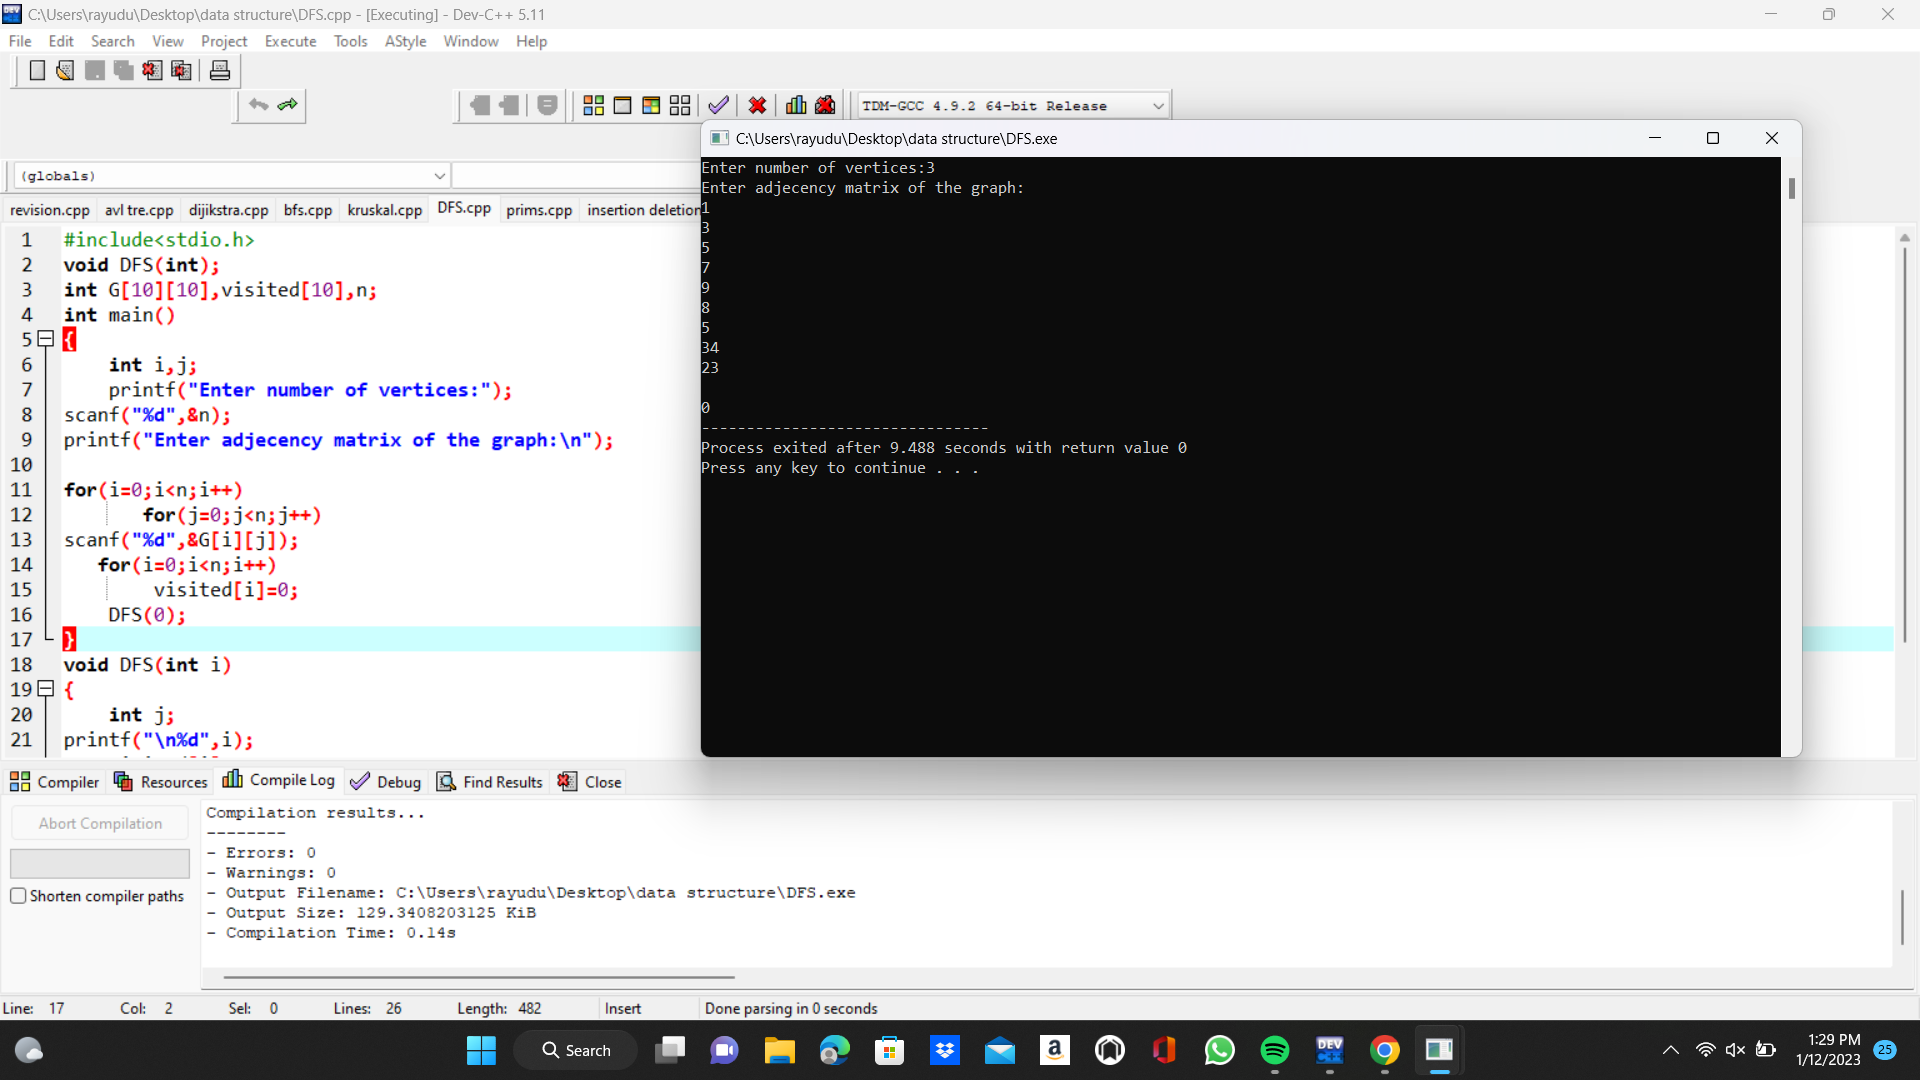 C:\Users\rayudu\Desktop\data structure\DFS.cpp - [Executing] - Dev-C++ 5.11
File Edit Search View Project Execute Tools AStyle Window Help
TDM-GCC 4.9.2 64-bit Release
(globals)
revision.cpp avl tre.cpp dijikstra.cpp bfs.cpp kruskal.cpp DFS.cpp prims.cpp insertion deletion
1 #include<stdio.h>
2 void DFS(int);
3 int G[10][10],visited[10],n;
4 int main()
5 {
6 int i,j;
7 printf("Enter number of vertices:");
8 scanf("%d",&n);
9 printf("Enter adjecency matrix of the graph:\n");
10
11 for(i=0;i<n;i++)
12 for(j=0;j<n;j++)
13 scanf("%d",&G[i][j]);
14 for(i=0;i<n;i++)
15 visited[i]=0;
16 DFS(0);
17 }
18 void DFS(int i)
19 {
20 int j;
21 printf("\n%d",i);
C:\Users\rayudu\Desktop\data structure\DFS.exe
Enter number of vertices:3
Enter adjecency matrix of the graph:
1
3
5
7
9
8
5
34
23
0
--------------------------------
Process exited after 9.488 seconds with return value 0
Press any key to continue . . .
Compiler Resources Compile Log Debug Find Results Close
Abort Compilation
Shorten compiler paths
Compilation results...
--------
- Errors: 0
- Warnings: 0
- Output Filename: C:\Users\rayudu\Desktop\data structure\DFS.exe
- Output Size: 129.3408203125 KiB
- Compilation Time: 0.14s
Line: 17 Col: 2 Sel: 0 Lines: 26 Length: 482 Insert Done parsing in 0 seconds
Search
a
DEV C++
1:29 PM
1/12/2023
25